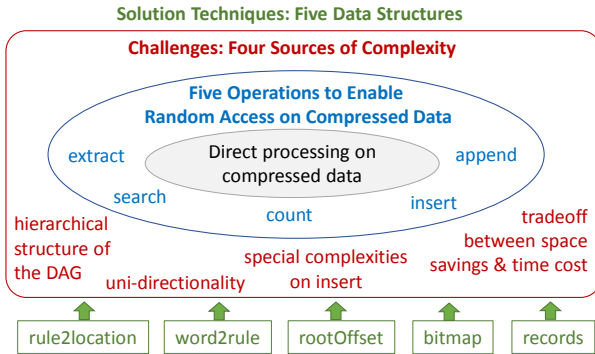 Solution Techniques: Five Data Structures
Challenges: Four Sources of Complexity
Five Operations to Enable
Random Access on Compressed Data
extract
Direct processing on
compressed data
append
search
count
insert
hierarchical
structure of
the DAG
uni-directionality
special complexities
on insert
tradeoff
between space
savings & time cost
rule2location
word2rule
rootOffset
bitmap
records